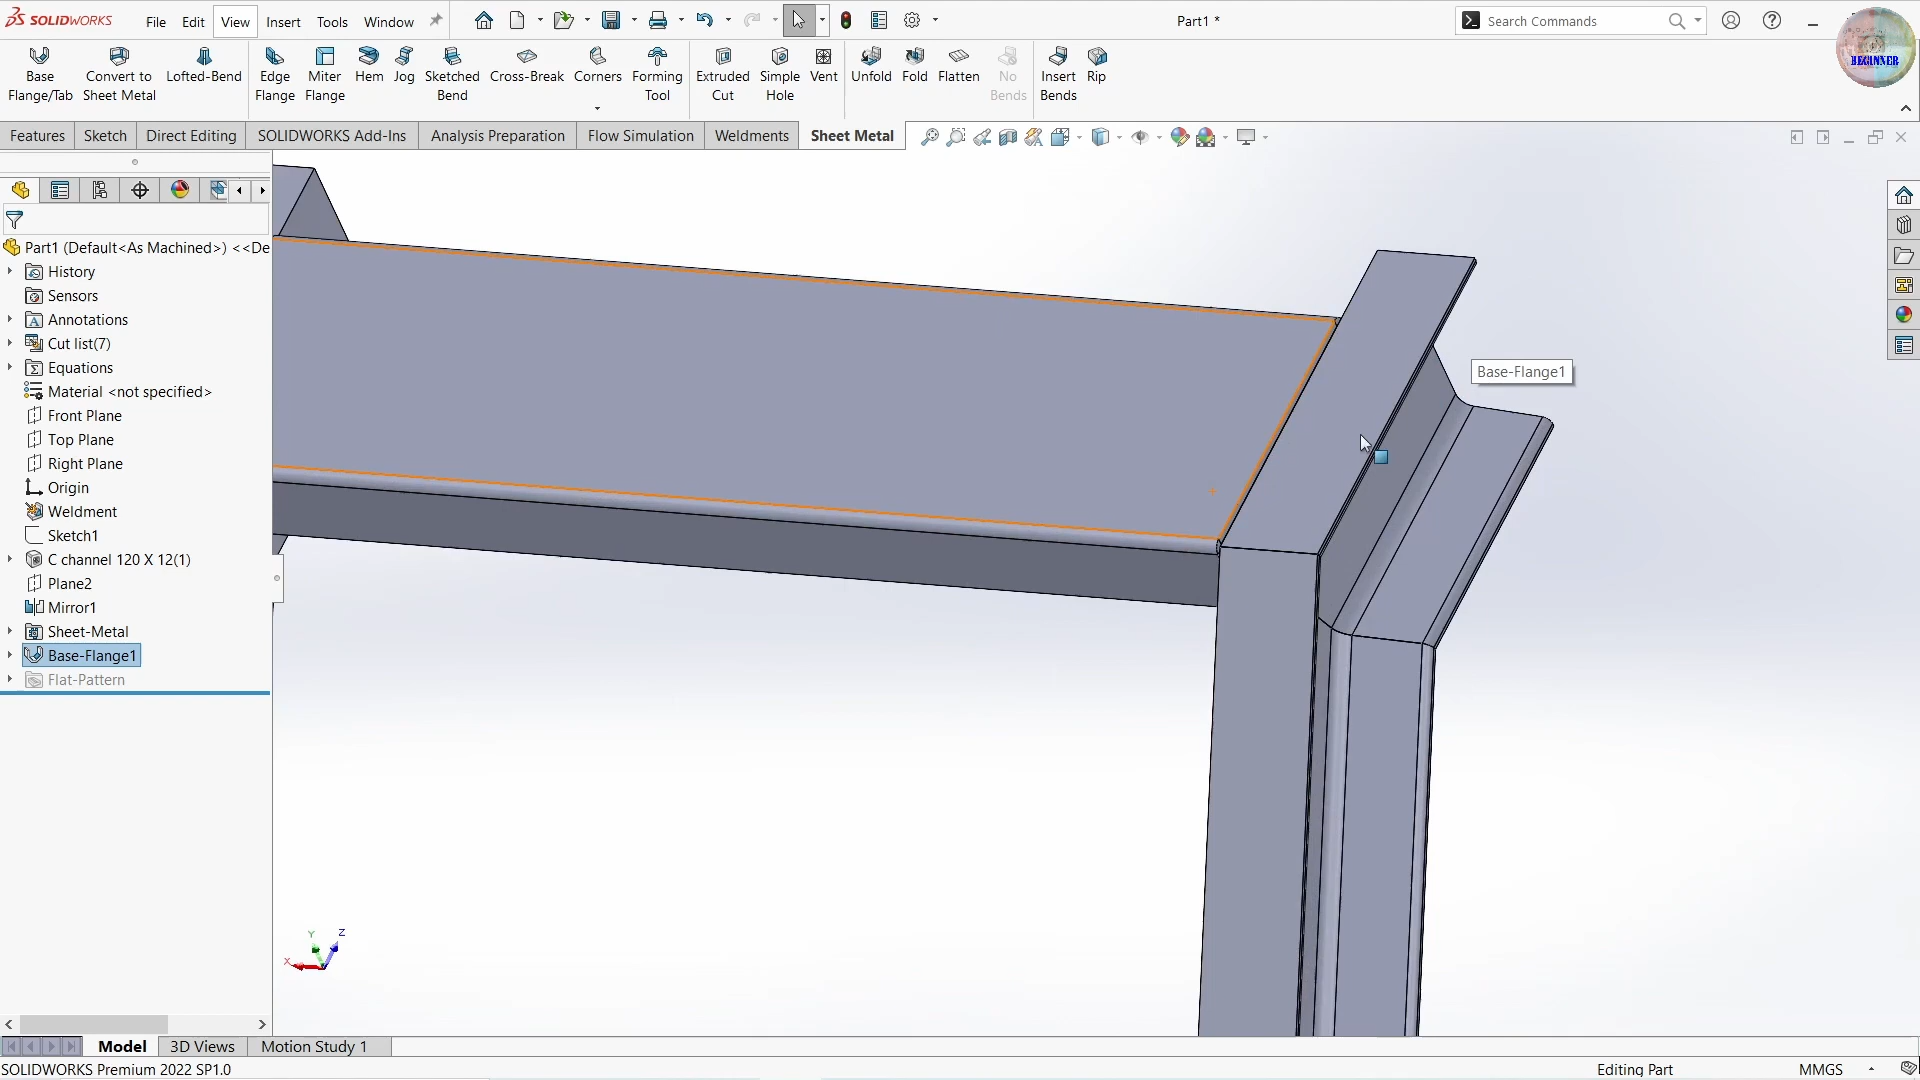 SOLIDWORKS File Edit View Insert Tools Window Part1 * Search Commands
BEGINNER
Base Flange/Tab
Convert to Sheet Metal
Lofted-Bend
Edge Flange
Miter Flange
Hem
Jog
Sketched Bend
Cross-Break
Corners
Forming Tool
Extruded Cut
Simple Hole
Vent
Unfold
Fold
Flatten
No Bends
Insert Bends
Rip
Features Sketch Direct Editing SOLIDWORKS Add-Ins Analysis Preparation Flow Simulation Weldments Sheet Metal
Part1 (Default<As Machined>) <<De
History
Sensors
Annotations
Cut list(7)
Equations
Material <not specified>
Front Plane
Top Plane
Right Plane
Origin
Weldment
Sketch1
C channel 120 X 12(1)
Plane2
Mirror1
Sheet-Metal
Base-Flange1
Flat-Pattern
Base-Flange1
Y
Z
X
Model 3D Views Motion Study 1
SOLIDWORKS Premium 2022 SP1.0 Editing Part MMGS